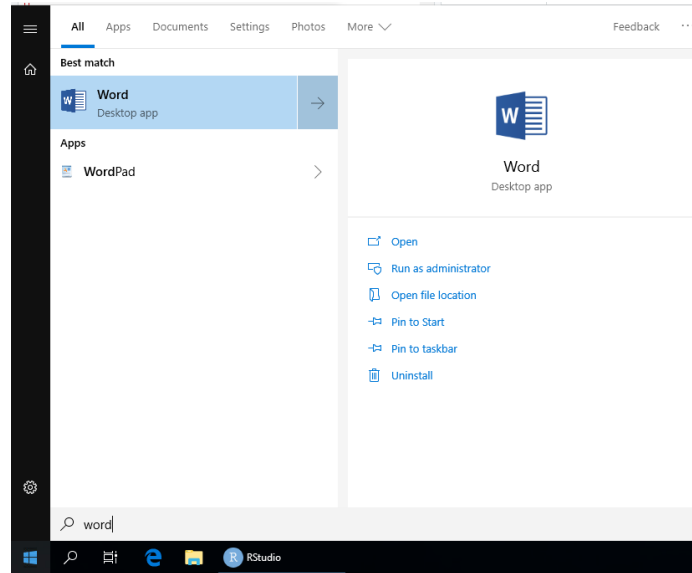 All Apps Documents Settings Photos More Feedback ...
Best match
Word
Desktop app
Apps
WordPad
W
Word
Desktop app
Open
Run as administrator
Open file location
Pin to Start
Pin to taskbar
Uninstall
word
R RStudio